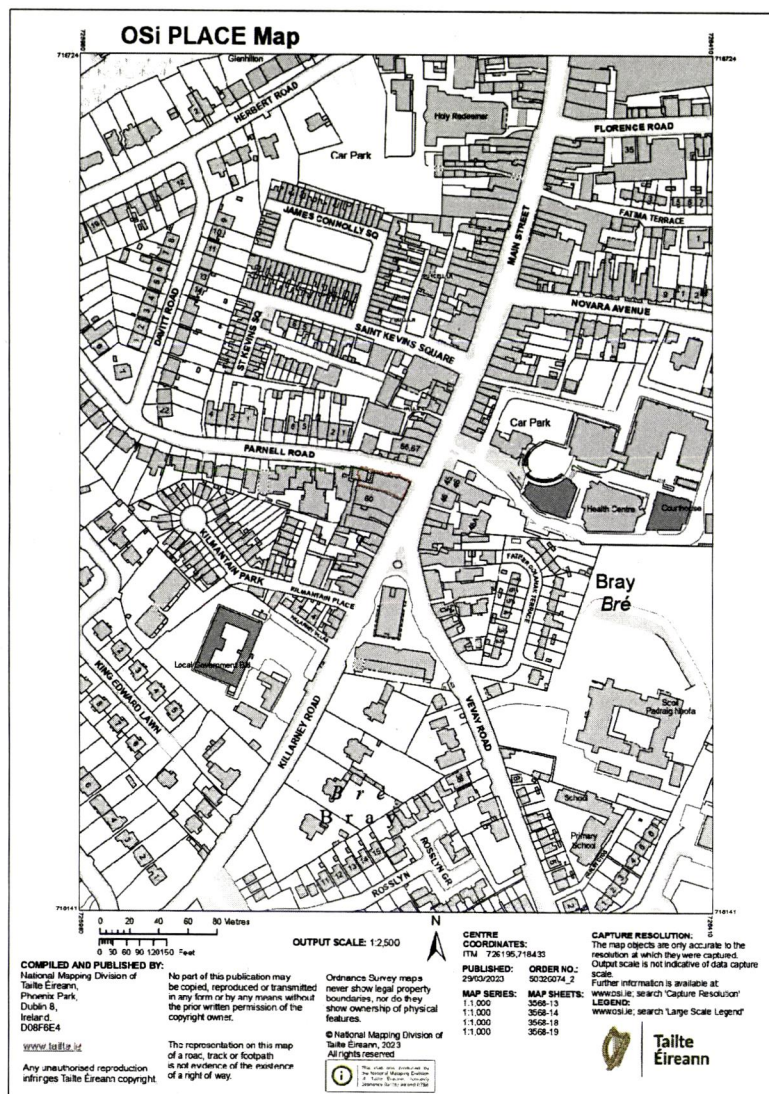 OSi PLACE Map
718724
718724
Glenhilton
HERBERT ROAD
Holy Redeemer
FLORENCE ROAD
35
Car Park
FATIMA TERRACE
JAMES CONNOLLY SQ
MAIN STREET
NOVARA AVENUE
DAVITT ROAD
ST KEVINS SQ
SAINT KEVINS SQUARE
Car Park
PARNELL ROAD
66,67
60
Health Centre
Courthouse
KILMANTAIN PARK
KILMANTAIN PLACE
Bray
Bré
Local Government
KING EDWARD LAWN
KILLARNEY ROAD
VEVAY ROAD
Bré
Bray
School
Primary
School
ROSSLYN
ROSSLYN GR
718141
718141
0 20 40 60 80 Metres
0 30 60 90 120150 Feet
OUTPUT SCALE: 1:2,500
N
COMPILED AND PUBLISHED BY:
National Mapping Division of
Tailte Éireann,
Phoenix Park,
Dublin 8,
Ireland.
D08F6E4
www.tailte.ie
Any unauthorised reproduction
infringes Tailte Éireann copyright.
No part of this publication may
be copied, reproduced or transmitted
in any form or by any means without
the prior written permission of the
copyright owner.
The representation on this map
of a road, track or footpath
is not evidence of the existence
of a right of way.
Ordnance Survey maps
never show legal property
boundaries, nor do they
show ownership of physical
features.
© National Mapping Division of
Tailte Éireann, 2023
All rights reserved
CENTRE
COORDINATES:
ITM 726195,718433
PUBLISHED: ORDER NO.:
29/03/2023 50326074_2
MAP SERIES: MAP SHEETS:
1:1,000 3568-13
1:1,000 3568-14
1:1,000 3568-18
1:1,000 3568-19
CAPTURE RESOLUTION:
The map objects are only accurate to the
resolution at which they were captured.
Output scale is not indicative of data capture
scale.
Further information is available at:
www.osi.ie; search 'Capture Resolution'
LEGEND:
www.osi.ie; search 'Large Scale Legend'
Tailte
Éireann